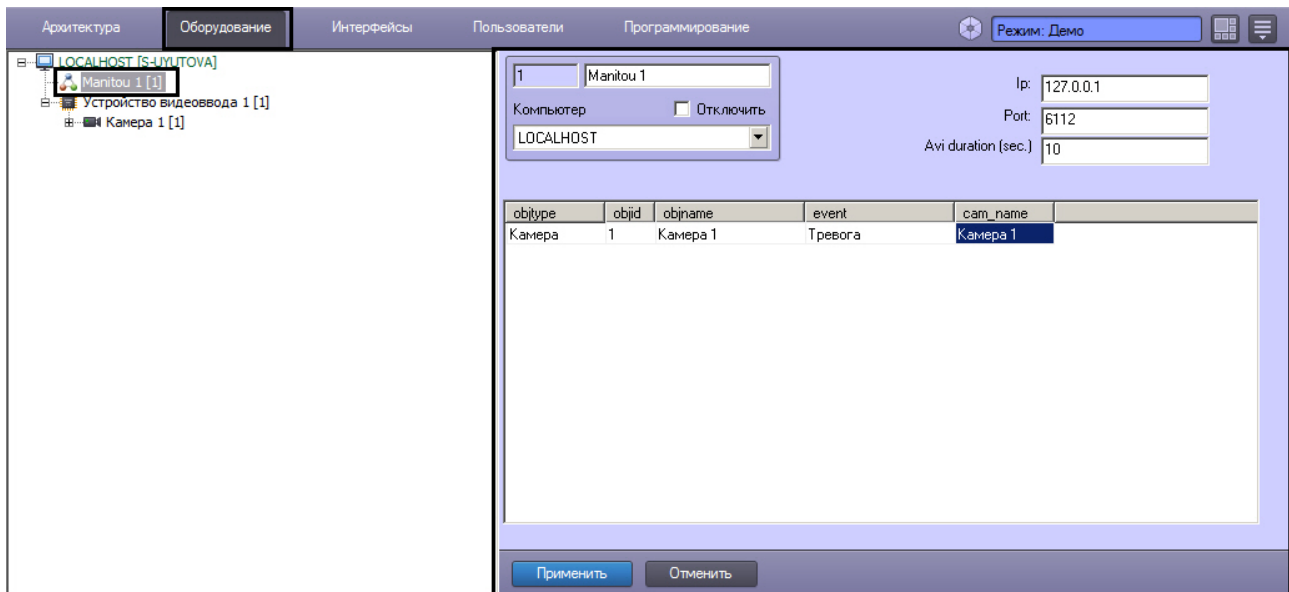 Архитектура Оборудование Интерфейсы Пользователи Программирование Режим: Демо
LOCALHOST [S-UYUTOVA]
Manitou 1 [1]
Устройство видеоввода 1 [1]
Камера 1 [1]
1 Manitou 1
Компьютер Отключить
LOCALHOST
Ip: 127.0.0.1
Port: 6112
Avi duration (sec.) 10
objtype objid objname event cam_name
Камера 1 Камера 1 Тревога Камера 1
Применить Отменить